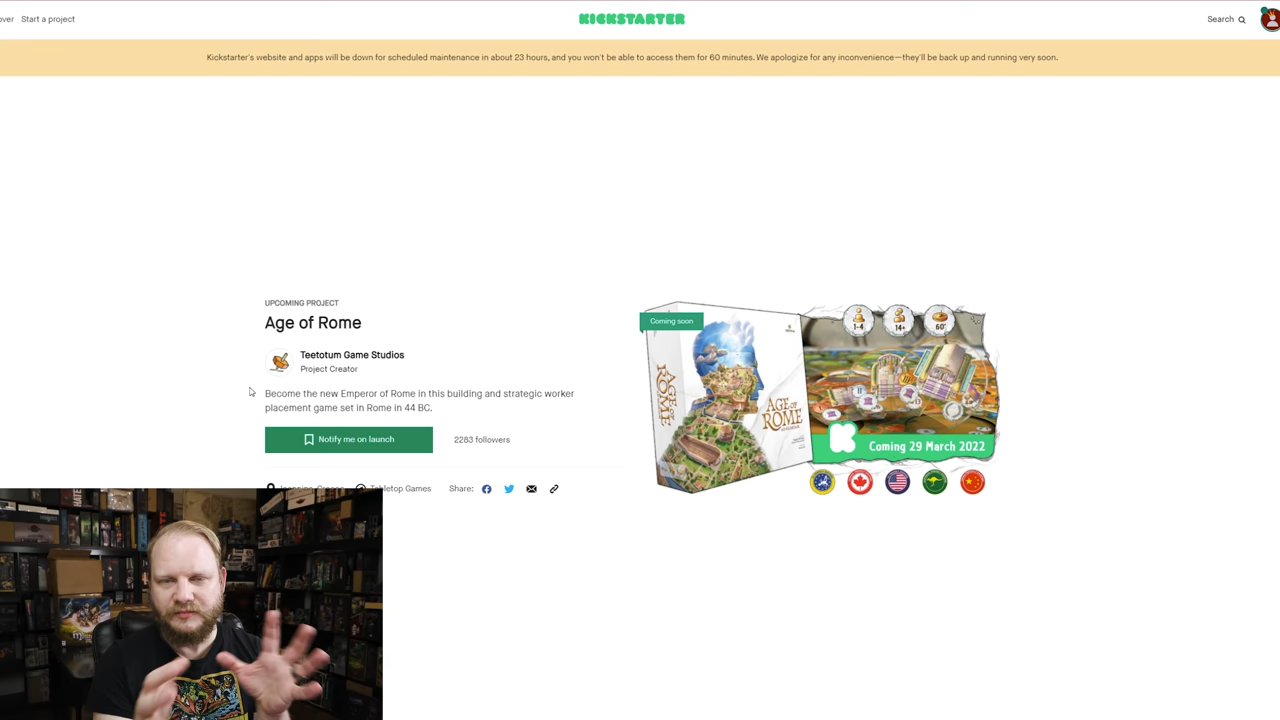 over Start a project
KICKSTARTER
Search
Kickstarter's website and apps will be down for scheduled maintenance in about 23 hours, and you won't be able to access them for 60 minutes. We apologize for any inconvenience—they'll be back up and running very soon.
UPCOMING PROJECT
Age of Rome
Teetotum Game Studios
Project Creator
Become the new Emperor of Rome in this building and strategic worker
placement game set in Rome in 44 BC.
Notify me on launch
2283 followers
Tabletop Games
Share:
Coming soon
AGE OF
ROME
AGE OF
ROME
1-4
14+
60'
Coming 29 March 2022